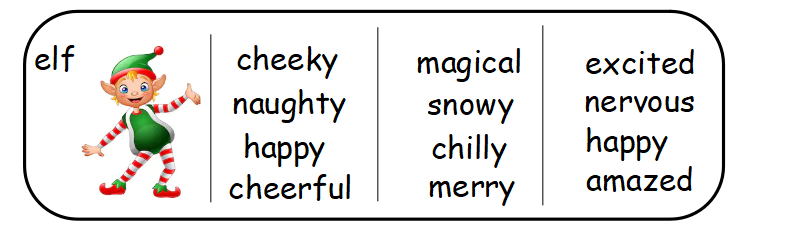 elf
cheeky
naughty
happy
cheerful
magical
snowy
chilly
merry
excited
nervous
happy
amazed